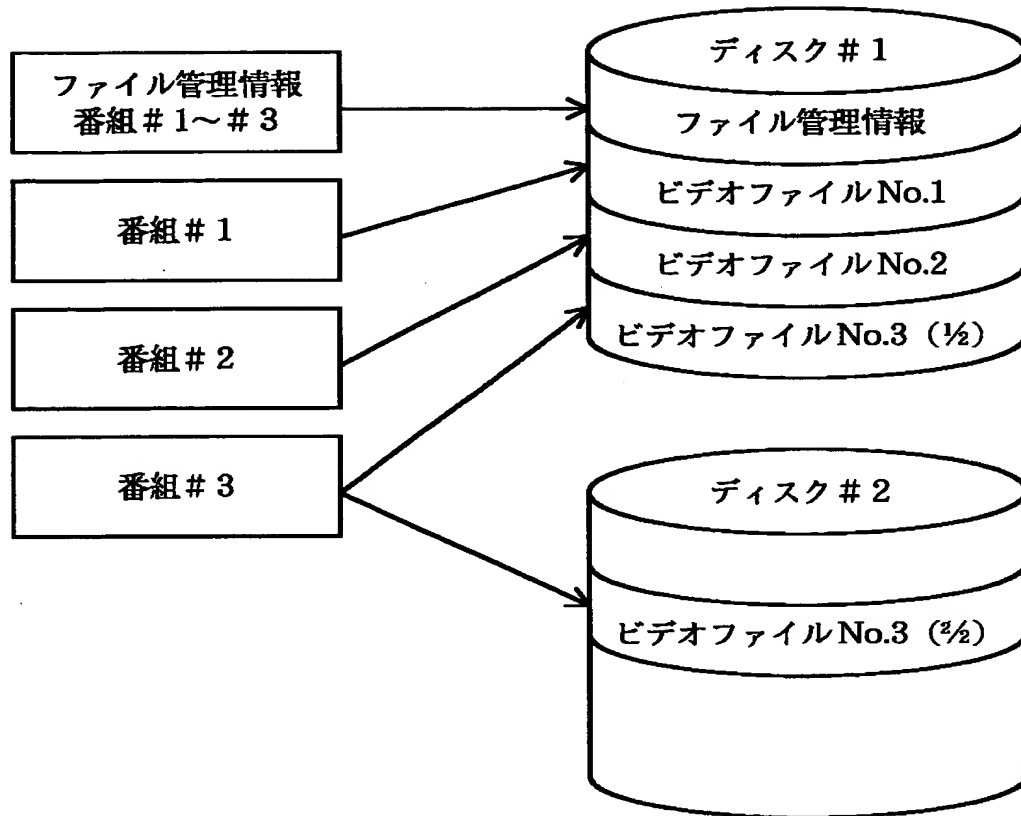 ファイル管理情報
番組＃1～＃3
番組＃1
番組＃2
番組＃3
ディスク＃1
ファイル管理情報
ビデオファイルNo.1
ビデオファイルNo.2
ビデオファイルNo.3（½）
ディスク＃2
ビデオファイルNo.3（²⁄₂）